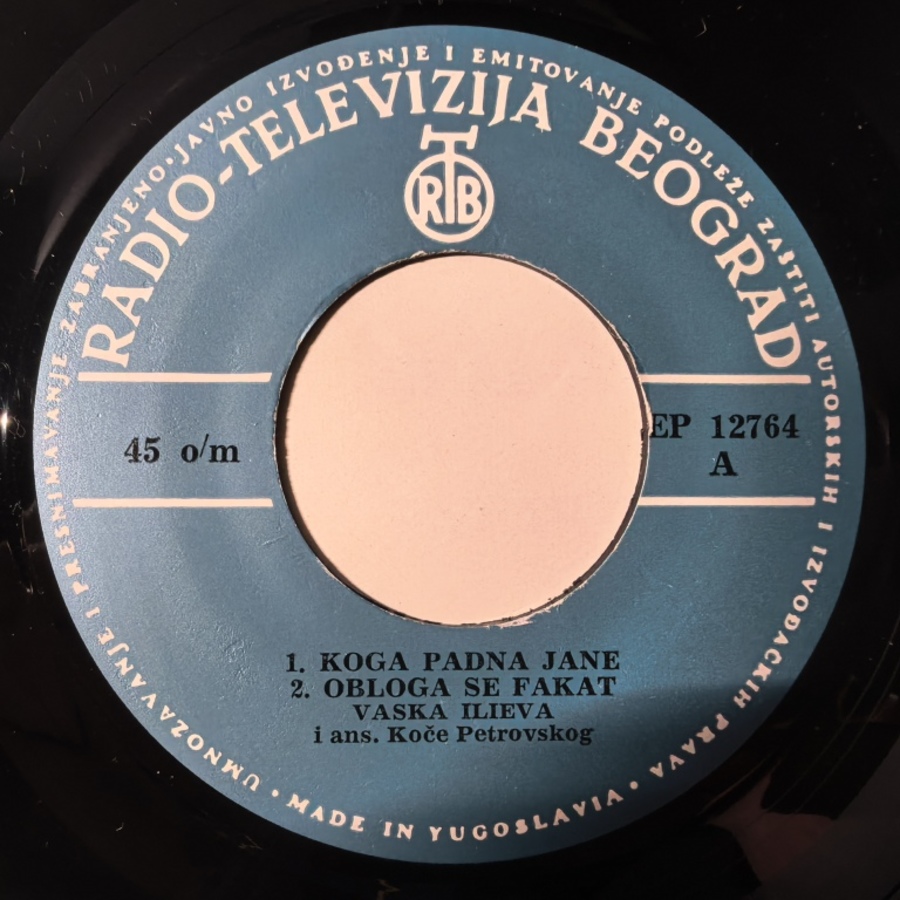 UMNOZAVANJE I PRESNIMAVANJE ZABRANJENO • JAVNO IZVOĐENJE I EMITOVANJE PODLEŽE ZAŠTITI AUTORSKIH I IZVOĐAČKIH PRAVA • MADE IN YUGOSLAVIA •
RADIO-TELEVIZIJA BEOGRAD
RTB
45 o/m
EP 12764
A
1. KOGA PADNA JANE
2. OBLOGA SE FAKAT
VASKA ILIEVA
i ans. Koče Petrovskog